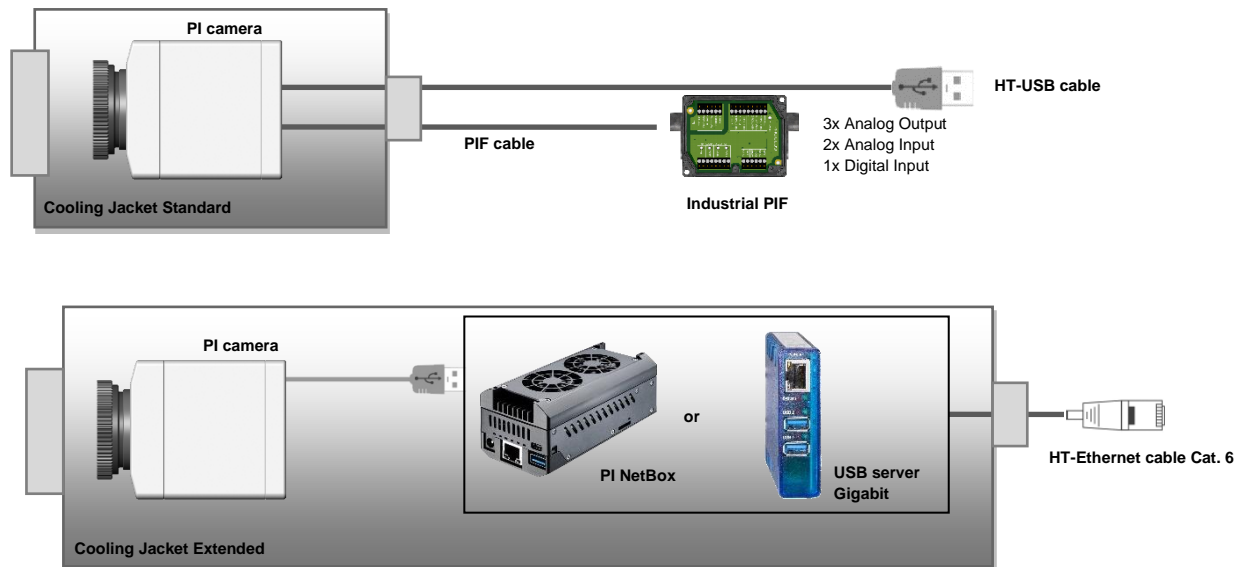 PI camera
HT-USB cable
PIF cable
3x Analog Output
2x Analog Input
1x Digital Input
Industrial PIF
Cooling Jacket Standard
PI camera
or
PI NetBox
USB server
Gigabit
HT-Ethernet cable Cat. 6
Cooling Jacket Extended